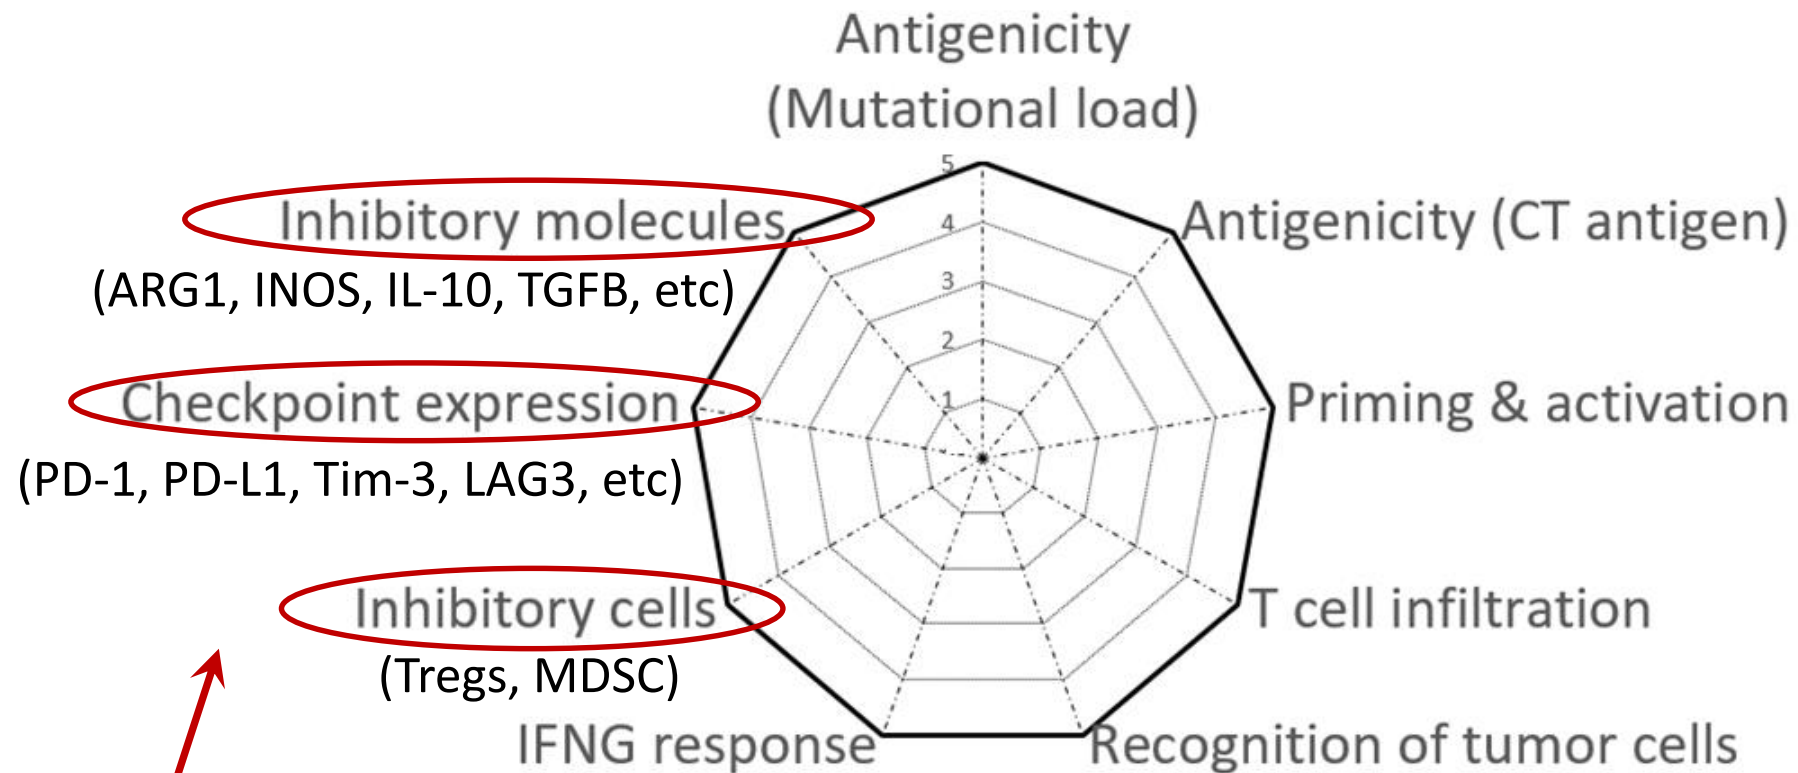 Antigenicity
(Mutational load)
5
Inhibitory molecules
4
Antigenicity (CT antigen)
(ARG1, INOS, IL-10, TGFB, etc)
3
2
Checkpoint expression
1
Priming & activation
(PD-1, PD-L1, Tim-3, LAG3, etc)
Inhibitory cells
T cell infiltration
(Tregs, MDSC)
IFNG response
Recognition of tumor cells